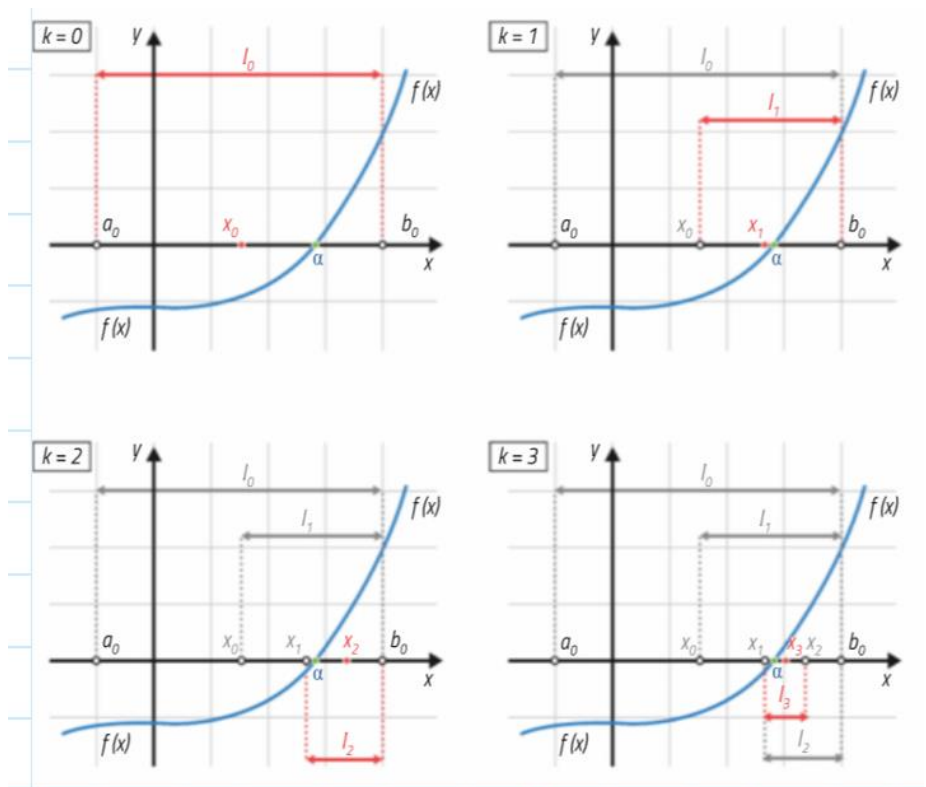 k = 0
y
l₀
f(x)
a₀
x₀
b₀
α
x
f(x)
k = 1
y
l₀
f(x)
l₁
a₀
x₀
x₁
b₀
α
x
f(x)
k = 2
y
l₀
f(x)
l₁
a₀
x₀
x₁
x₂
b₀
α
x
f(x)
l₂
k = 3
y
l₀
f(x)
l₁
a₀
x₀
x₁
x₃
x₂
b₀
α
x
l₃
f(x)
l₂